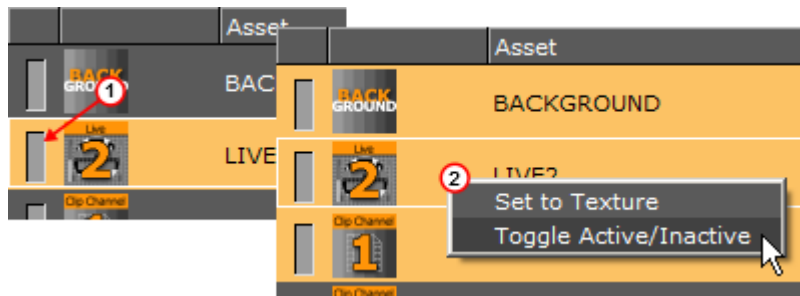 Asset
BACK
GROUND
BAC
1
Live
2
LIVE
Clip Channel
1
Asset
BACK
GROUND
BACKGROUND
Live
2
LIVE2
2
Set to Texture
Toggle Active/Inactive
Clip Channel
1
Clip Channel